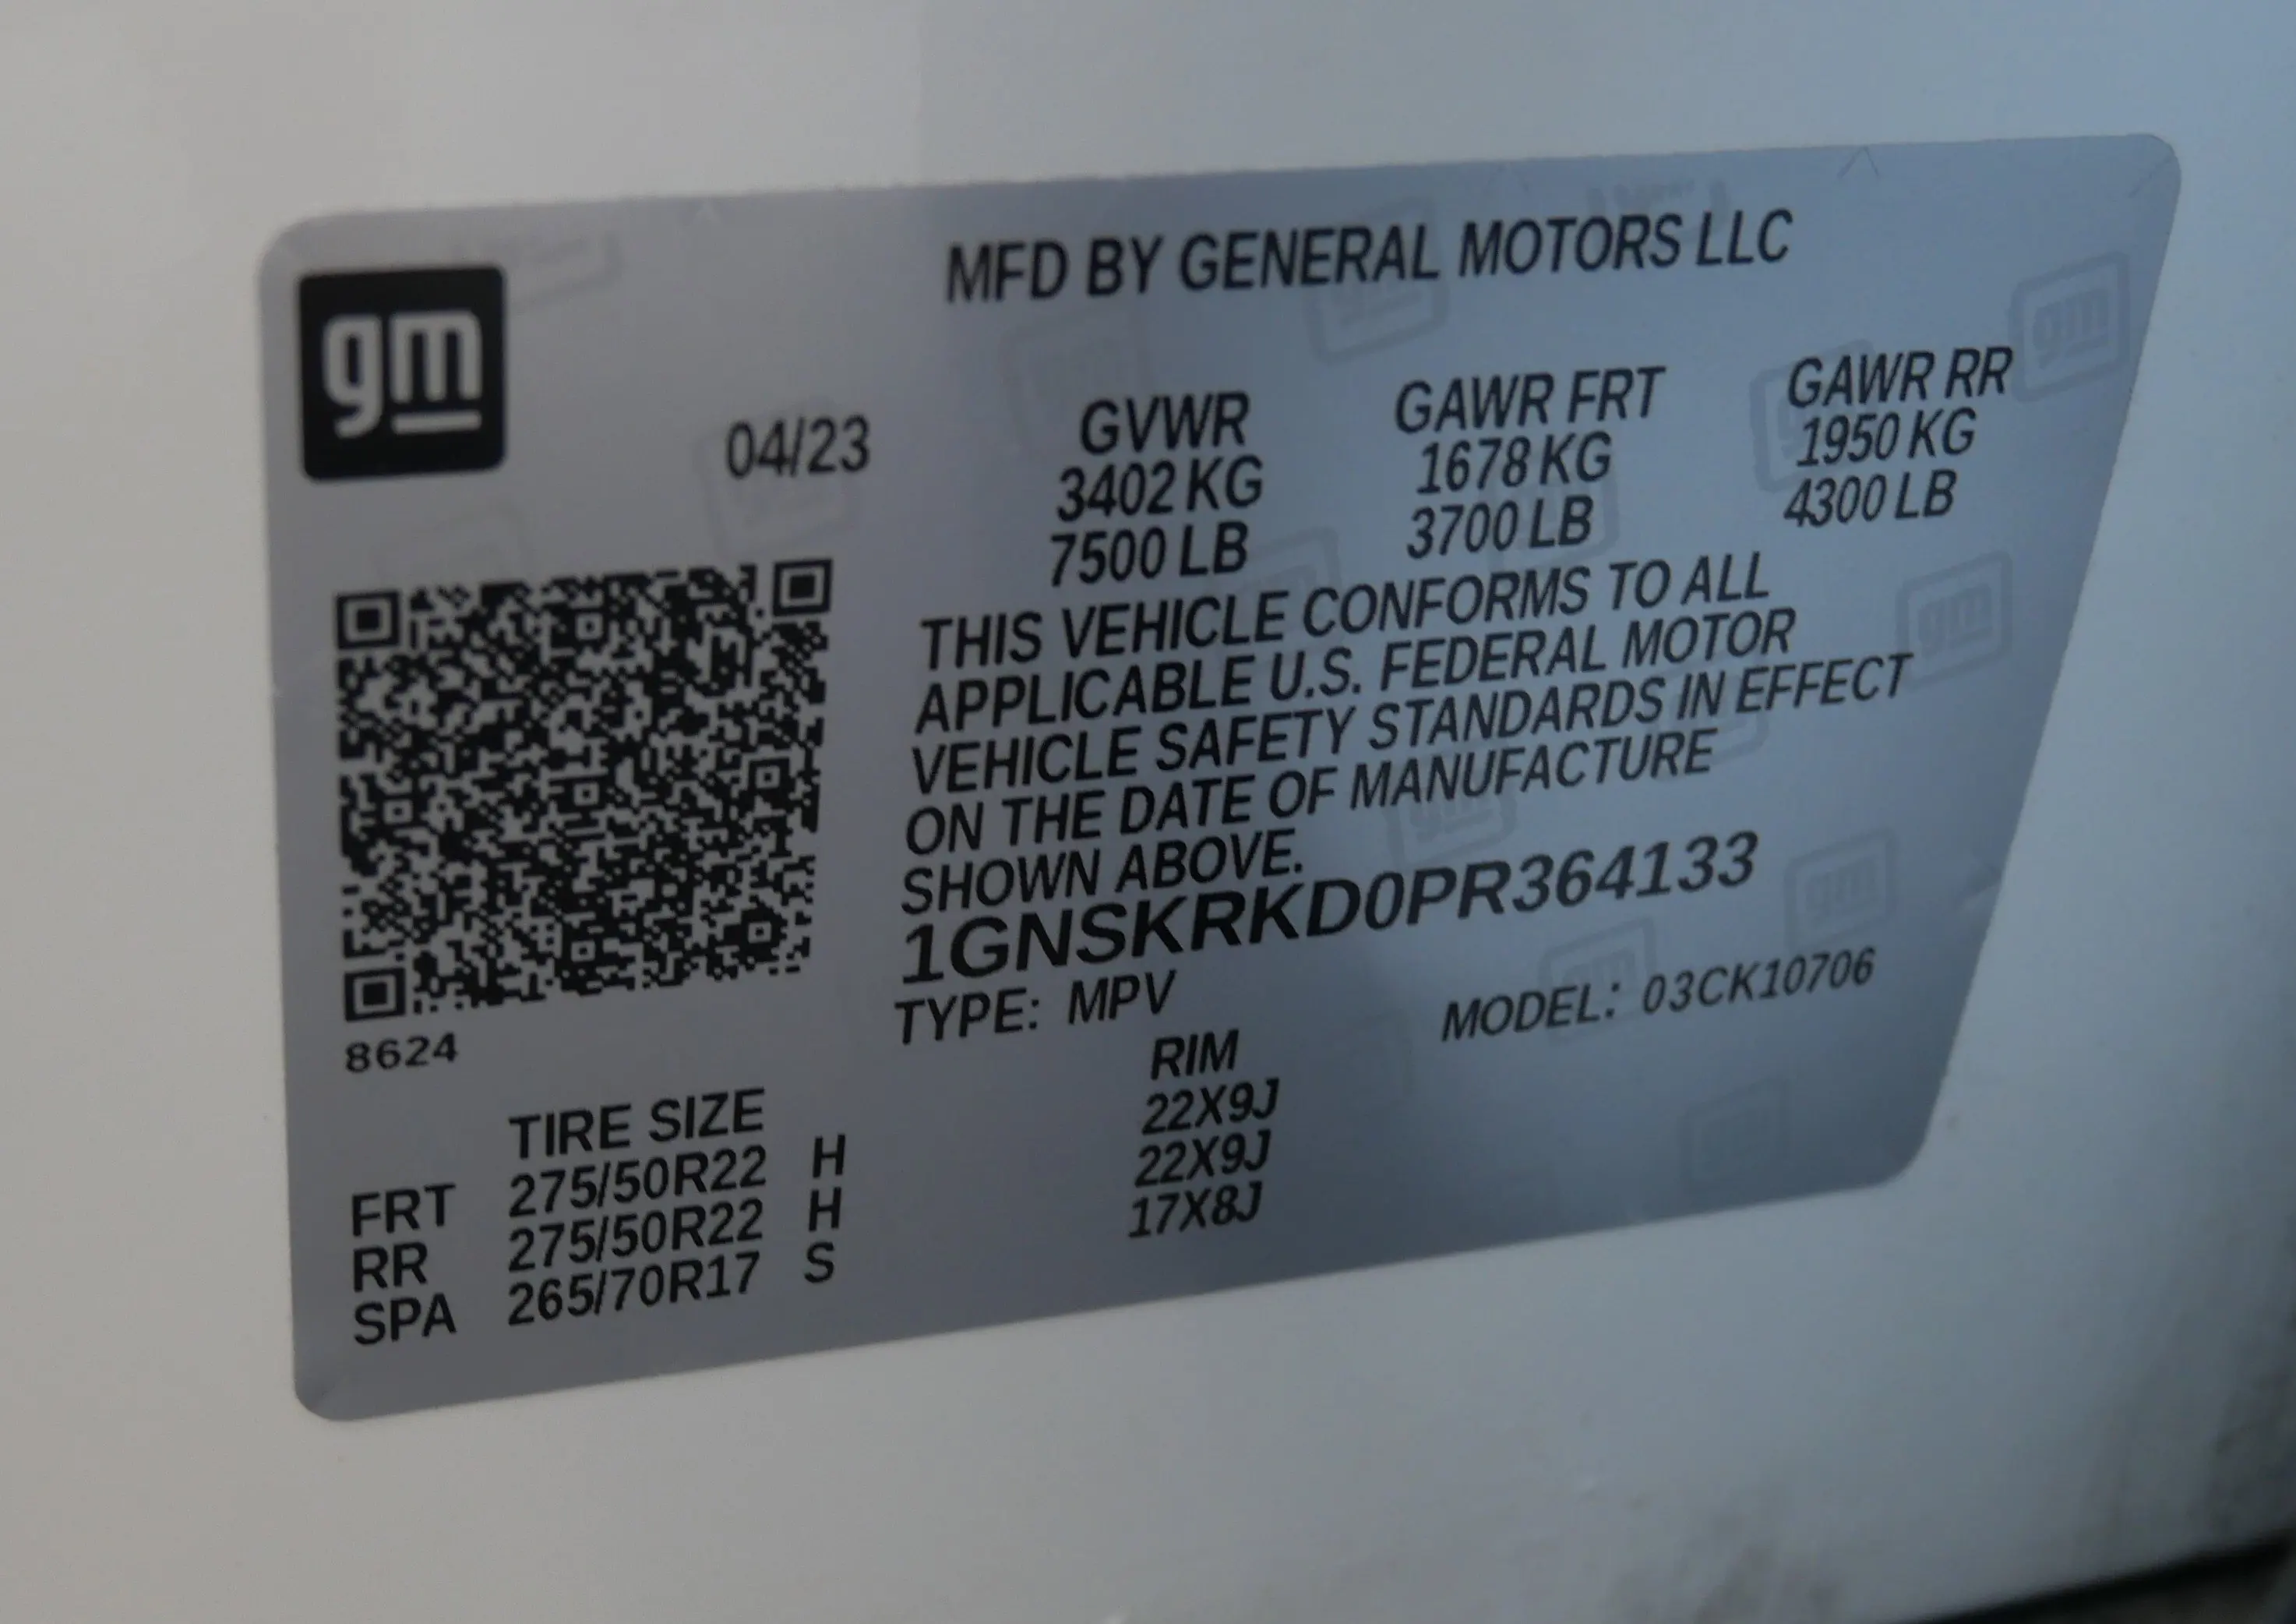 MFD BY GENERAL MOTORS LLC
gm
04/23
GVWR GAWR FRT GAWR RR
3402 KG 1678 KG 1950 KG
7500 LB 3700 LB 4300 LB
THIS VEHICLE CONFORMS TO ALL
APPLICABLE U.S. FEDERAL MOTOR
VEHICLE SAFETY STANDARDS IN EFFECT
ON THE DATE OF MANUFACTURE
SHOWN ABOVE.
1GNSKRKD0PR364133
TYPE: MPV MODEL: 03CK10706
8624
TIRE SIZE RIM
FRT 275/50R22 H 22X9J
RR 275/50R22 H 22X9J
SPA 265/70R17 S 17X8J